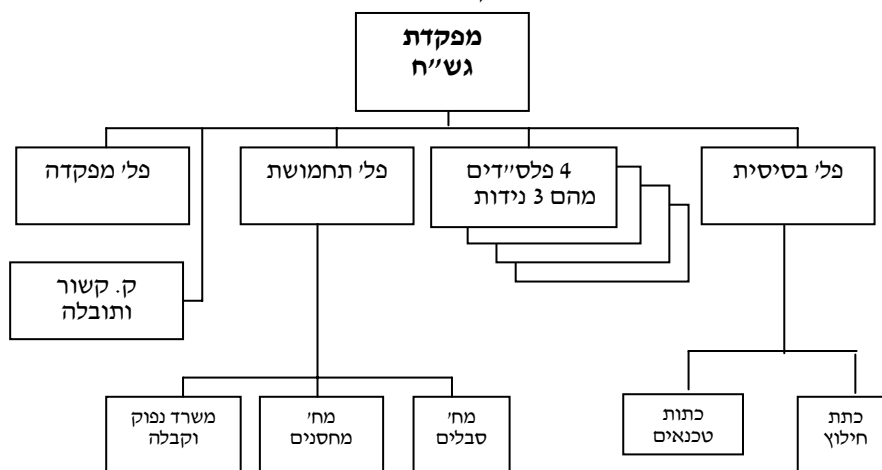 מפקדת
גש״ח
פל׳ בסיסית
4 פלס״דים
מהם 3 נידות
פל׳ תחמושת
פל׳ מפקדה
ק. קשור
ותובלה
כתת
חילוץ
כתות
טכנאים
מח׳
סבלים
מח׳
מחסנים
משרד נפוק
וקבלה